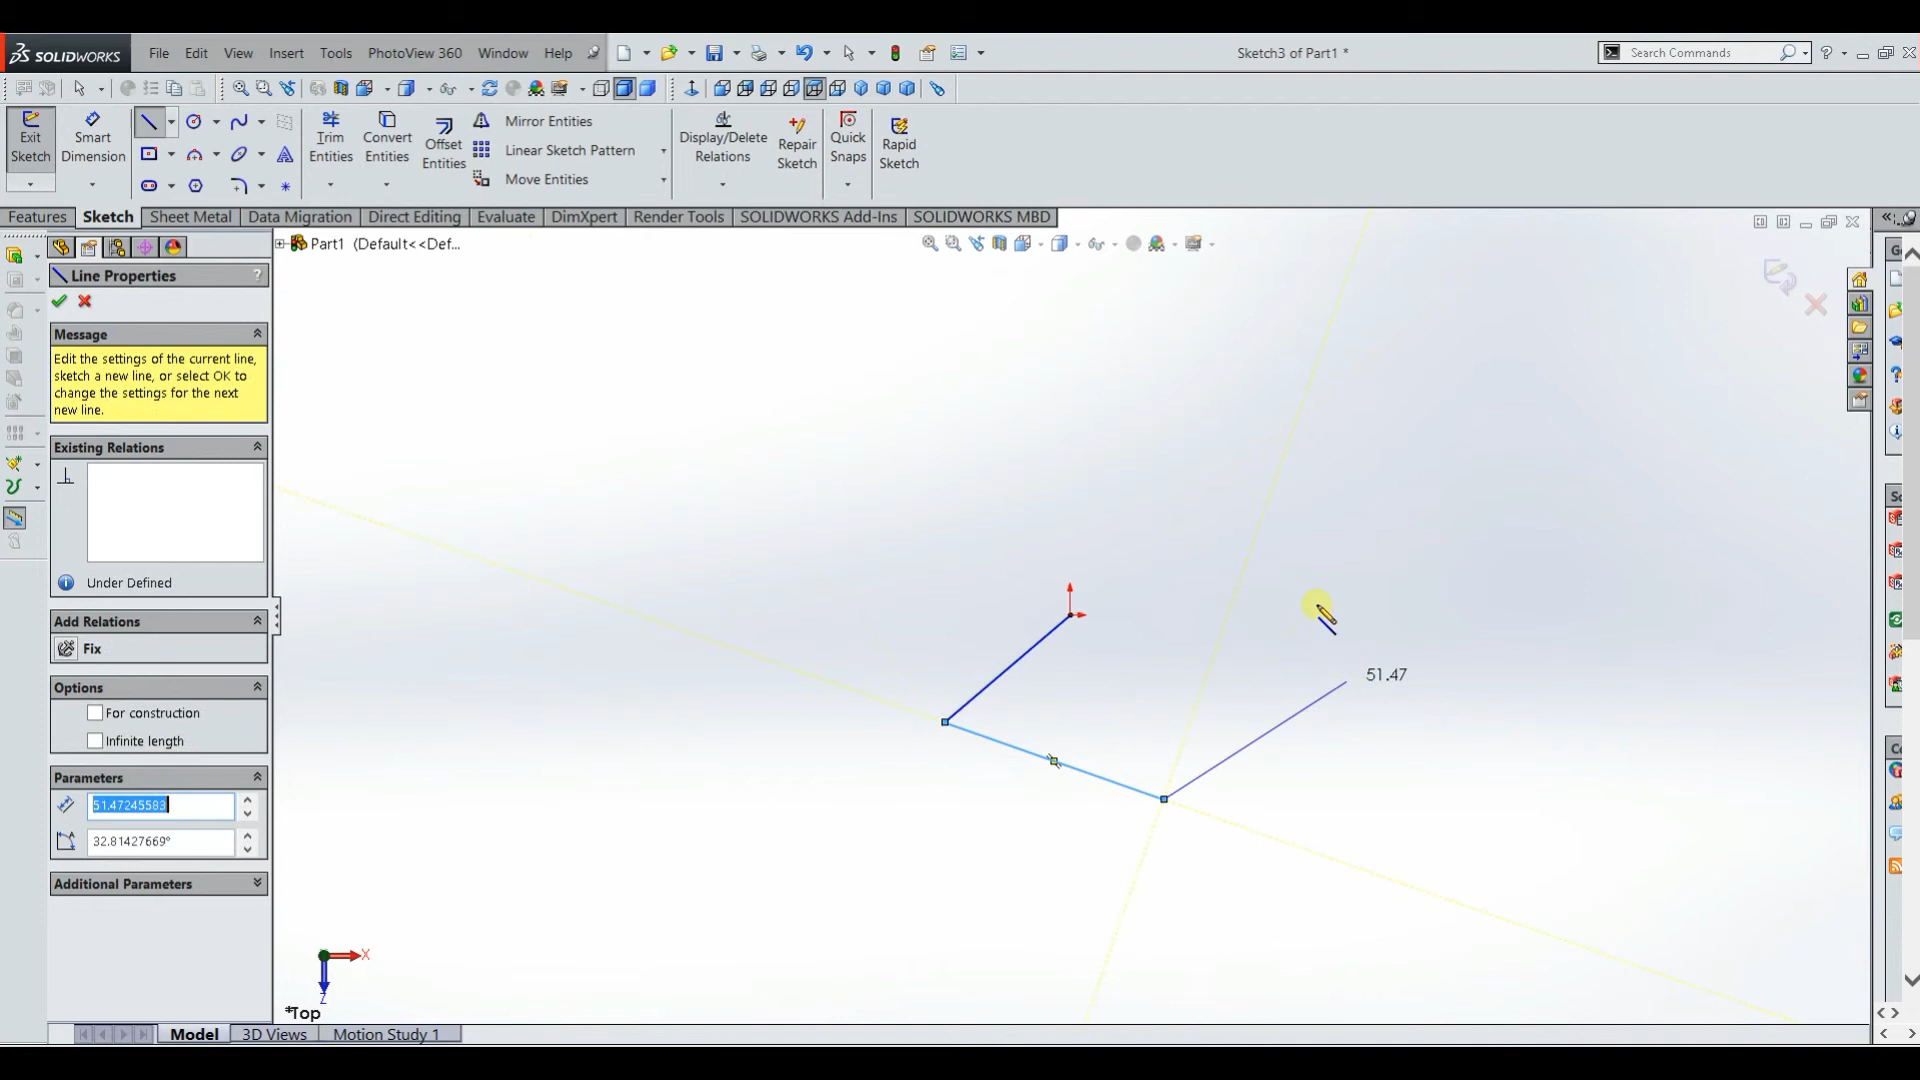 SOLIDWORKS File Edit View Insert Tools PhotoView 360 Window Help Sketch3 of Part1 * Search Commands ?
Exit Sketch
Smart Dimension
Trim Entities
Convert Entities
Offset Entities
Mirror Entities
Linear Sketch Pattern
Move Entities
Display/Delete Relations
Repair Sketch
Quick Snaps
Rapid Sketch
Features Sketch Sheet Metal Data Migration Direct Editing Evaluate DimXpert Render Tools SOLIDWORKS Add-Ins SOLIDWORKS MBD
Part1 (Default<<Def...
Line Properties ?
Message
Edit the settings of the current line,
sketch a new line, or select OK to
change the settings for the next
new line.
Existing Relations
Under Defined
Add Relations
Fix
Options
For construction
Infinite length
Parameters
51.47245583
32.81427669°
Additional Parameters
51.47
X
Z
*Top
Model 3D Views Motion Study 1